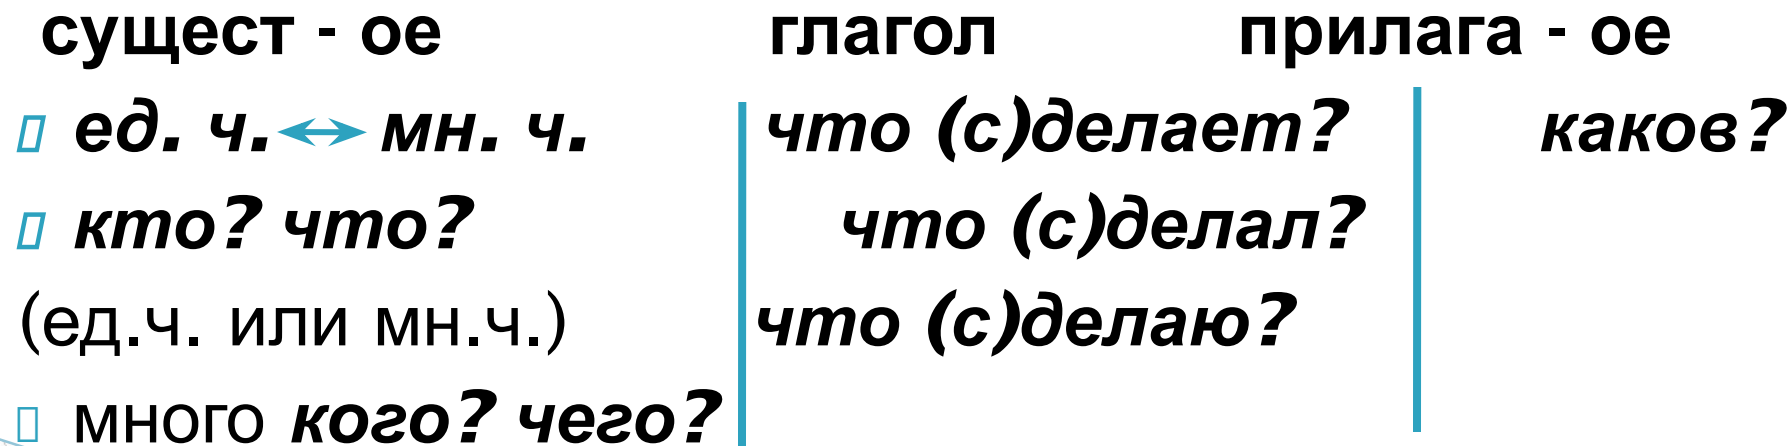 сущест - ое глагол прилага - ое
ед. ч. ↔ мн. ч. что (с)делает? каков?
кто? что? что (с)делал?
(ед.ч. или мн.ч.) что (с)делаю?
много кого? чего?